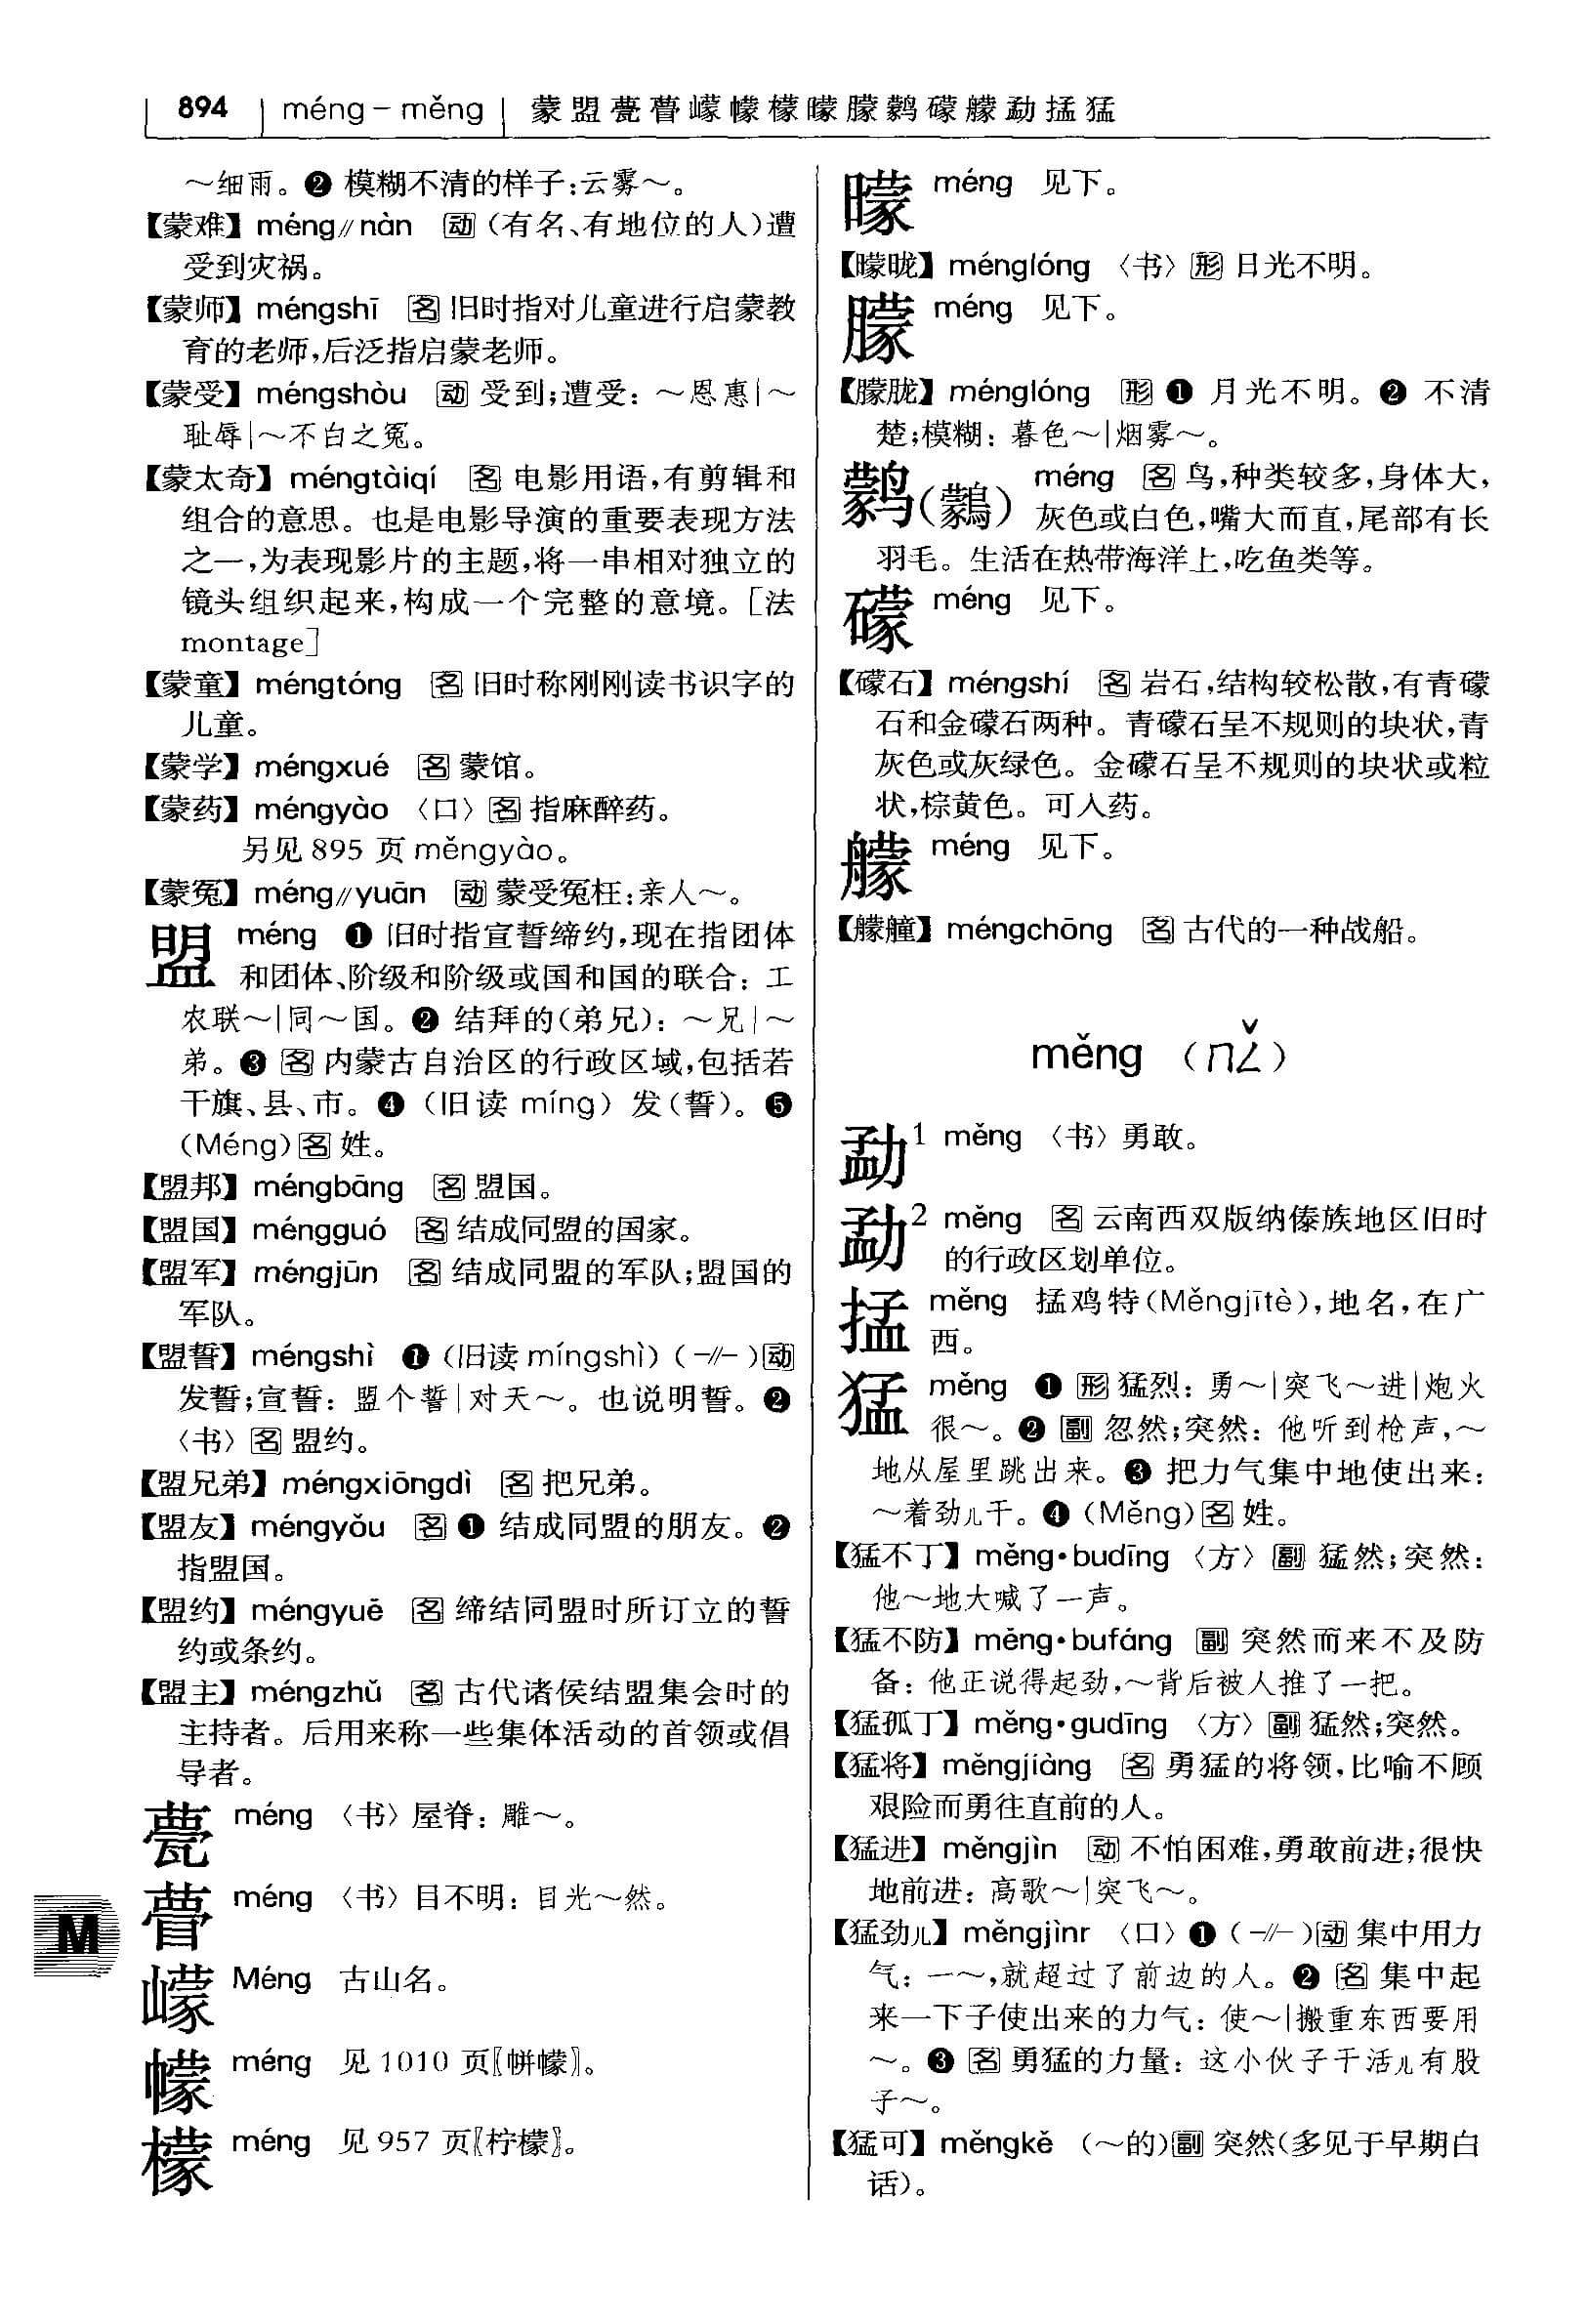 894 méng－měng 蒙盟甍瞢㠓幪檬曚朦鹲礞艨勐掹猛
～细雨。❷ 模糊不清的样子：云雾～。
【蒙难】méng∥nàn 动（有名、有地位的人）遭
受到灾祸。
【蒙师】méngshī 名 旧时指对儿童进行启蒙教
育的老师，后泛指启蒙老师。
【蒙受】méngshòu 动 受到；遭受：～恩惠|～
耻辱|～不白之冤。
【蒙太奇】méngtàiqí 名 电影用语，有剪辑和
组合的意思。也是电影导演的重要表现方法
之一，为表现影片的主题，将一串相对独立的
镜头组织起来，构成一个完整的意境。［法
montage］
【蒙童】méngtóng 名 旧时称刚刚读书识字的
儿童。
【蒙学】méngxué 名 蒙馆。
【蒙药】méngyào 〈口〉名 指麻醉药。
另见 895 页 měngyào。
【蒙冤】méng∥yuān 动 蒙受冤枉：亲人～。
盟 méng ❶ 旧时指宣誓缔约，现在指团体
和团体、阶级和阶级或国和国的联合：工
农联～|同～国。❷ 结拜的（弟兄）：～兄|～
弟。❸ 名 内蒙古自治区的行政区域，包括若
干旗、县、市。❹（旧读 míng）发（誓）。❺
（Méng）名 姓。
【盟邦】méngbāng 名 盟国。
【盟国】méngguó 名 结成同盟的国家。
【盟军】méngjūn 名 结成同盟的军队；盟国的
军队。
【盟誓】méngshì ❶（旧读 míngshì）（－∥－）动
发誓；宣誓：盟个誓|对天～。也说明誓。❷
〈书〉名 盟约。
【盟兄弟】méngxiōngdì 名 把兄弟。
【盟友】méngyǒu 名 ❶ 结成同盟的朋友。❷
指盟国。
【盟约】méngyuē 名 缔结同盟时所订立的誓
约或条约。
【盟主】méngzhǔ 名 古代诸侯结盟集会时的
主持者。后用来称一些集体活动的首领或倡
导者。
甍 méng 〈书〉屋脊：雕～。
瞢 méng 〈书〉目不明：目光～然。
㠓 Méng 古山名。
幪 méng 见 1010 页〖帡幪〗。
檬 méng 见 957 页〖柠檬〗。
M
曚 méng 见下。
【曚昽】ménglóng 〈书〉形 日光不明。
朦 méng 见下。
【朦胧】ménglóng 形 ❶ 月光不明。❷ 不清
楚；模糊：暮色～|烟雾～。
鹲（鸏） méng 名 鸟，种类较多，身体大，
灰色或白色，嘴大而直，尾部有长
羽毛。生活在热带海洋上，吃鱼类等。
礞 méng 见下。
【礞石】méngshí 名 岩石，结构较松散，有青礞
石和金礞石两种。青礞石呈不规则的块状，青
灰色或灰绿色。金礞石呈不规则的块状或粒
状，棕黄色。可入药。
艨 méng 见下。
【艨艟】méngchōng 名 古代的一种战船。
měng （ㄇㄥˇ）
勐1 měng 〈书〉勇敢。
勐2 měng 名 云南西双版纳傣族地区旧时
的行政区划单位。
掹 měng 掹鸡特（Měngjītè），地名，在广
西。
猛 měng ❶ 形 猛烈：勇～|突飞～进|炮火
很～。❷ 副 忽然；突然：他听到枪声，～
地从屋里跳出来。❸ 把力气集中地使出来：
～着劲儿干。❹（Měng）名 姓。
【猛不丁】měng·budīng 〈方〉副 猛然；突然：
他～地大喊了一声。
【猛不防】měng·bufáng 副 突然而来不及防
备：他正说得起劲，～背后被人推了一把。
【猛孤丁】měng·gudīng 〈方〉副 猛然；突然。
【猛将】měngjiàng 名 勇猛的将领，比喻不顾
艰险而勇往直前的人。
【猛进】měngjìn 动 不怕困难，勇敢前进；很快
地前进：高歌～|突飞～。
【猛劲儿】měngjìnr 〈口〉❶（－∥－）动 集中用力
气：一～，就超过了前边的人。❷ 名 集中起
来一下子使出来的力气：使～|搬重东西要用
～。❸ 名 勇猛的力量：这小伙子干活儿有股
子～。
【猛可】měngkě （～的）副 突然（多见于早期白
话）。